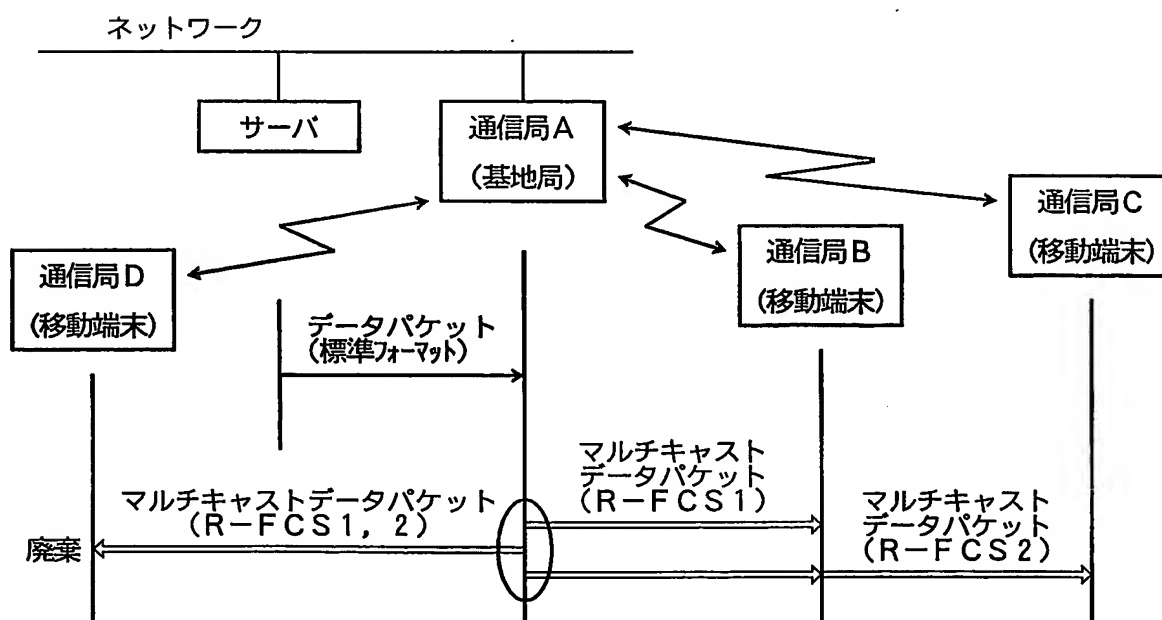 ネットワーク
サーバ
通信局A
(基地局)
通信局C
(移動端末)
通信局B
(移動端末)
通信局D
(移動端末)
データパケット
(標準フォーマット)
マルチキャスト
データパケット
(R-FCS1)
マルチキャストデータパケット
(R-FCS1, 2)
マルチキャスト
データパケット
(R-FCS2)
廃棄